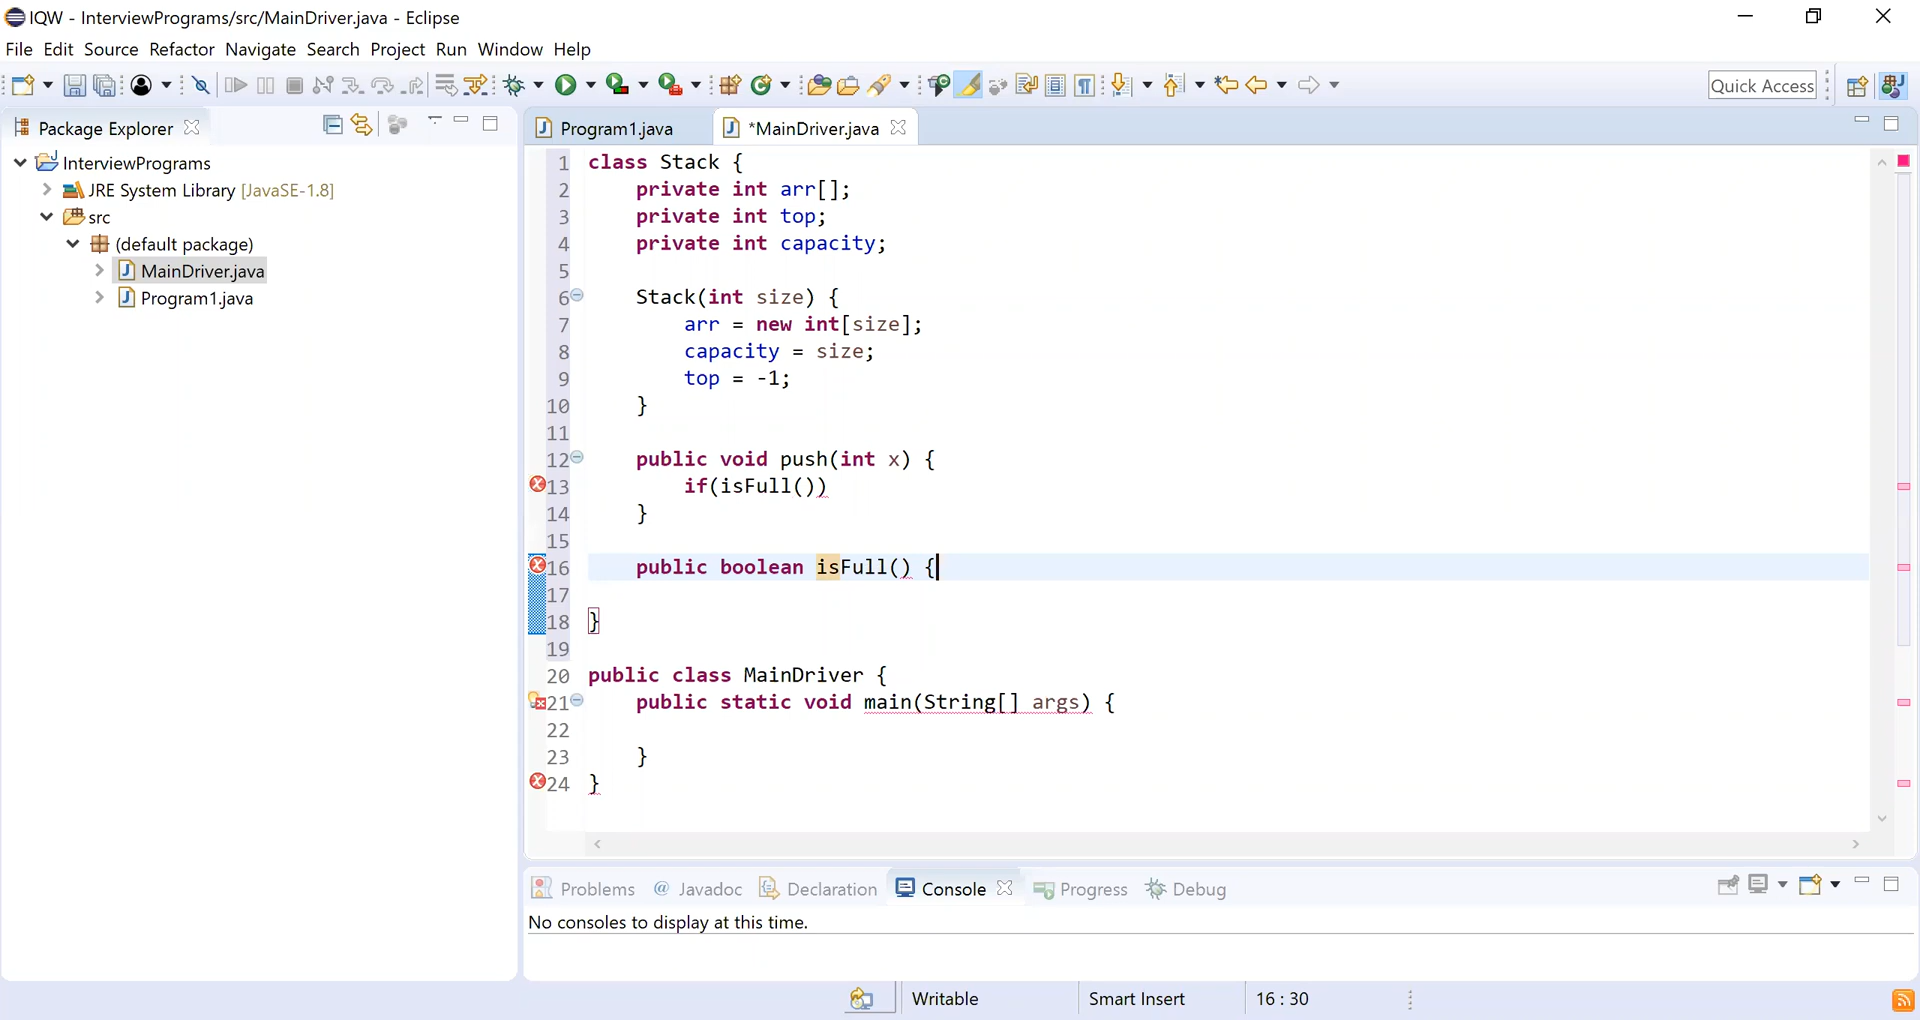 IQW - InterviewPrograms/src/MainDriver.java - Eclipse
File Edit Source Refactor Navigate Search Project Run Window Help
Quick Access
Package Explorer
Program1.java
*MainDriver.java
InterviewPrograms
JRE System Library [JavaSE-1.8]
src
(default package)
MainDriver.java
Program1.java
1 class Stack {
2 private int arr[];
3 private int top;
4 private int capacity;
5
6 Stack(int size) {
7 arr = new int[size];
8 capacity = size;
9 top = -1;
10 }
11
12 public void push(int x) {
13 if(isFull())
14 }
15
16 public boolean isFull() {
17
18 }
19
20 public class MainDriver {
21 public static void main(String[] args) {
22
23 }
24 }
Problems @ Javadoc Declaration Console Progress Debug
No consoles to display at this time.
Writable Smart Insert 16 : 30